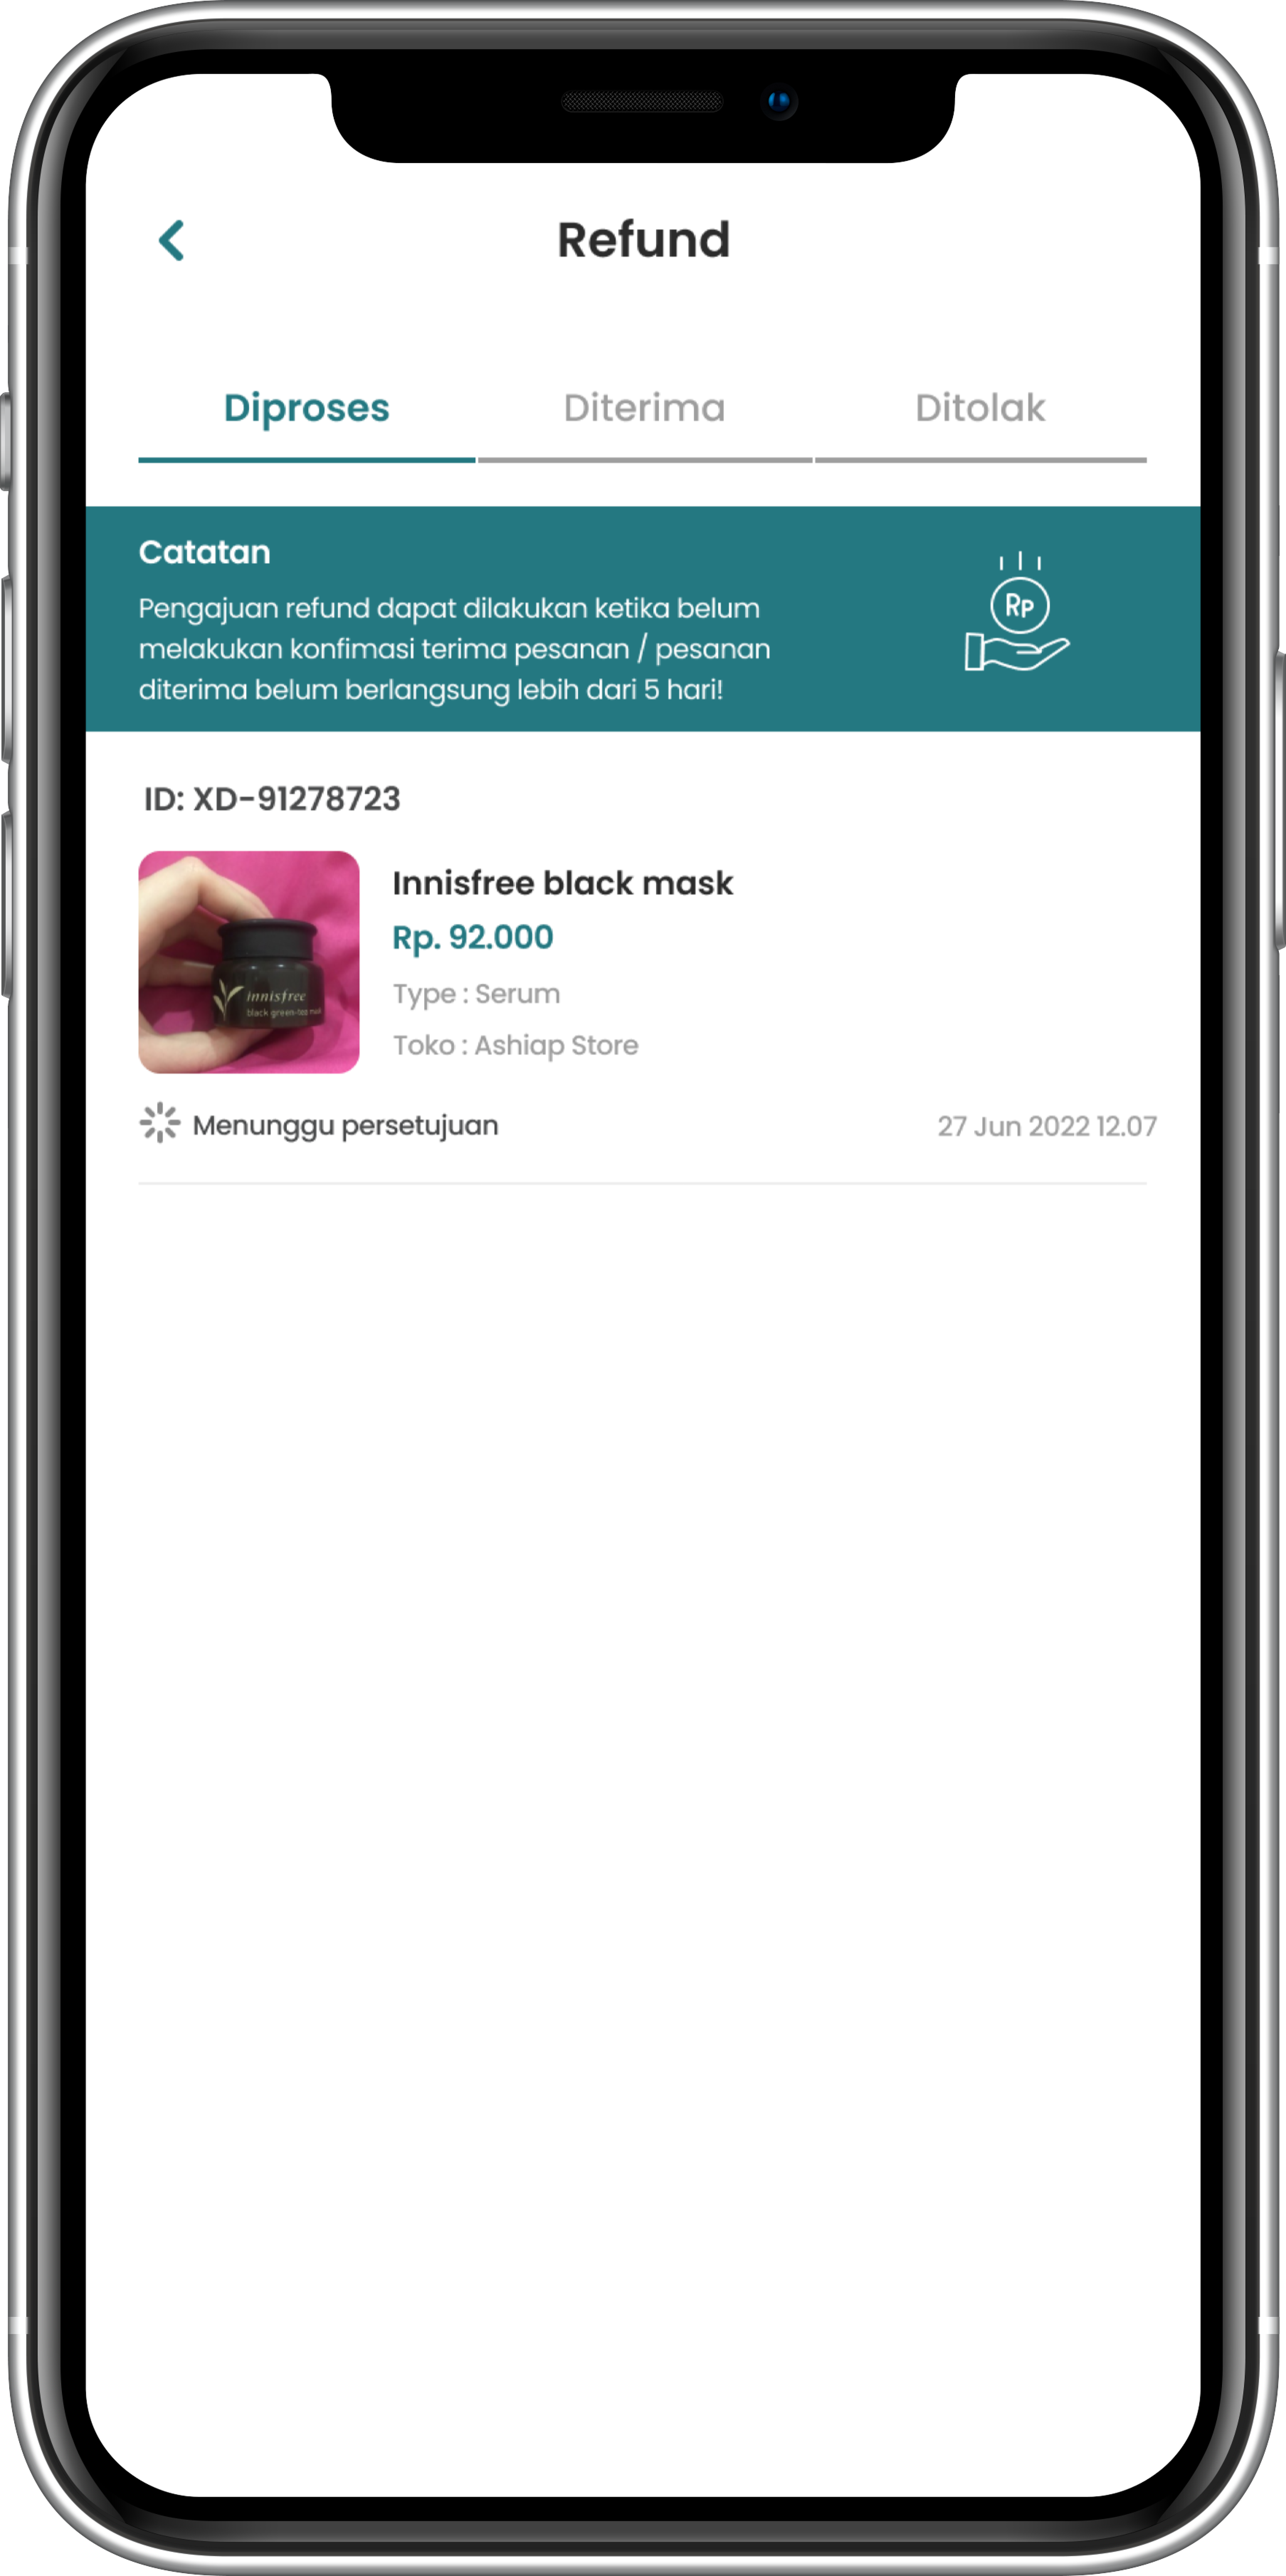 Refund
Diproses Diterima Ditolak
Catatan
Pengajuan refund dapat dilakukan ketika belum
melakukan konfimasi terima pesanan / pesanan
diterima belum berlangsung lebih dari 5 hari!
Rp
ID: XD-91278723
Innisfree black mask
Rp. 92.000
Type : Serum
Toko : Ashiap Store
innisfree
black green-tea mask
Menunggu persetujuan 27 Jun 2022 12.07